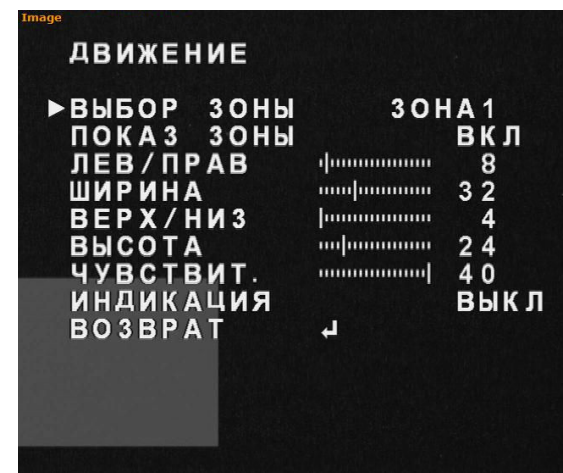 Image
ДВИЖЕНИЕ
▶ВЫБОР ЗОНЫ ЗОНА1
ПОКАЗ ЗОНЫ ВКЛ
ЛЕВ/ПРАВ 8
ШИРИНА 32
ВЕРХ/НИЗ 4
ВЫСОТА 24
ЧУВСТВИТ. 40
ИНДИКАЦИЯ ВЫКЛ
ВОЗВРАТ ↲